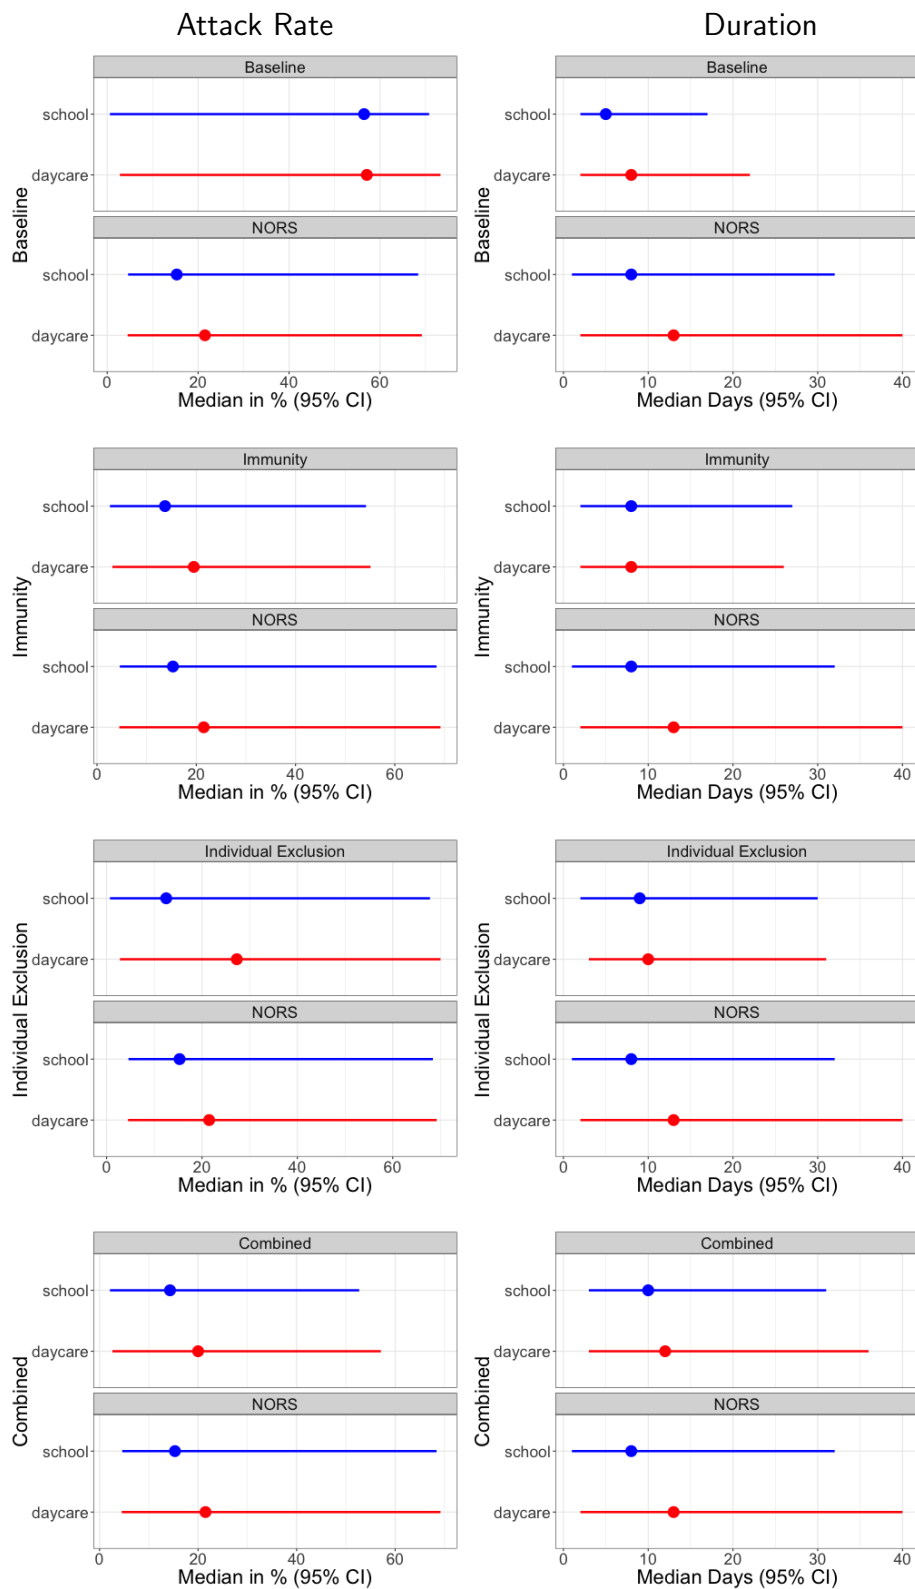 Attack Rate
Duration
Baseline
Baseline
school
daycare
NORS
school
daycare
0 20 40 60
Median in % (95% CI)
Baseline
Baseline
school
daycare
NORS
school
daycare
0 10 20 30 40
Median Days (95% CI)
Immunity
Immunity
school
daycare
NORS
school
daycare
0 20 40 60
Median in % (95% CI)
Immunity
Immunity
school
daycare
NORS
school
daycare
0 10 20 30 40
Median Days (95% CI)
Individual Exclusion
Individual Exclusion
school
daycare
NORS
school
daycare
0 20 40 60
Median in % (95% CI)
Individual Exclusion
Individual Exclusion
school
daycare
NORS
school
daycare
0 10 20 30 40
Median Days (95% CI)
Combined
Combined
school
daycare
NORS
school
daycare
0 20 40 60
Median in % (95% CI)
Combined
Combined
school
daycare
NORS
school
daycare
0 10 20 30 40
Median Days (95% CI)